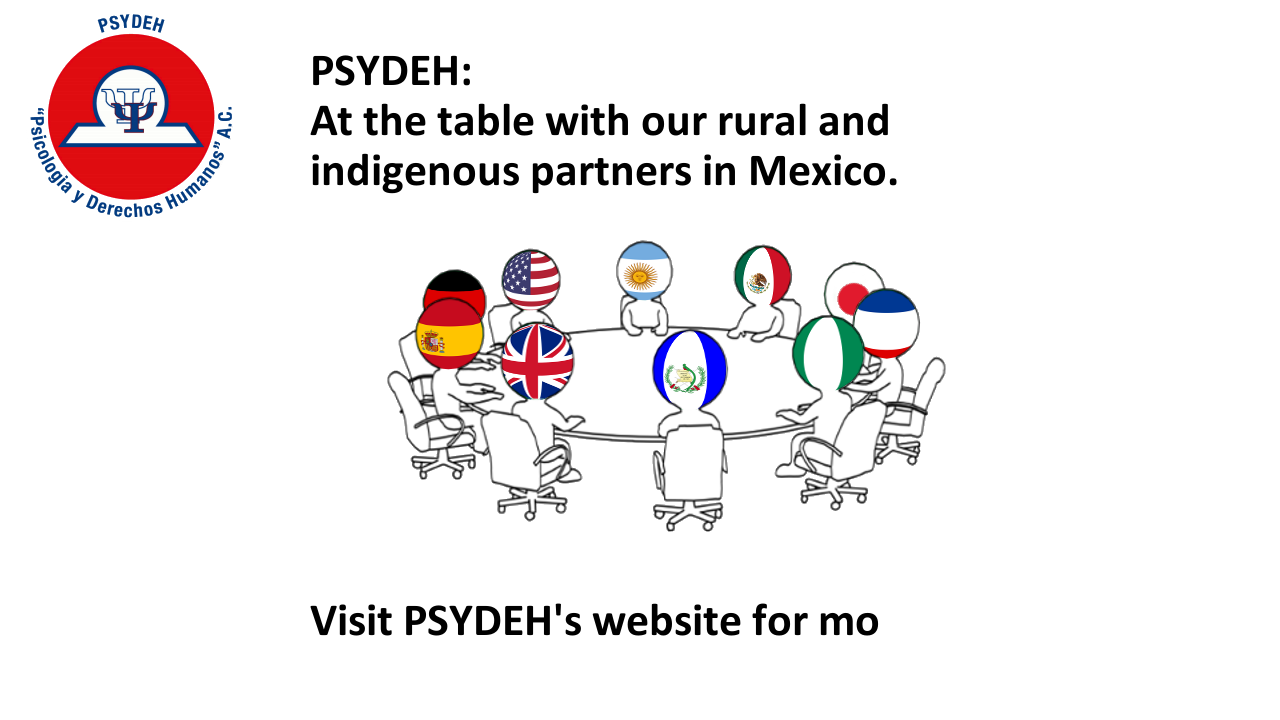 PSYDEH
"Psicología y Derechos Humanos" A.C.
PSYDEH:
At the table with our rural and
indigenous partners in Mexico.
Visit PSYDEH's website for mo